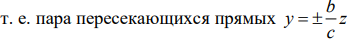 т. е. пара пересекающихся прямых y = ± b/c z